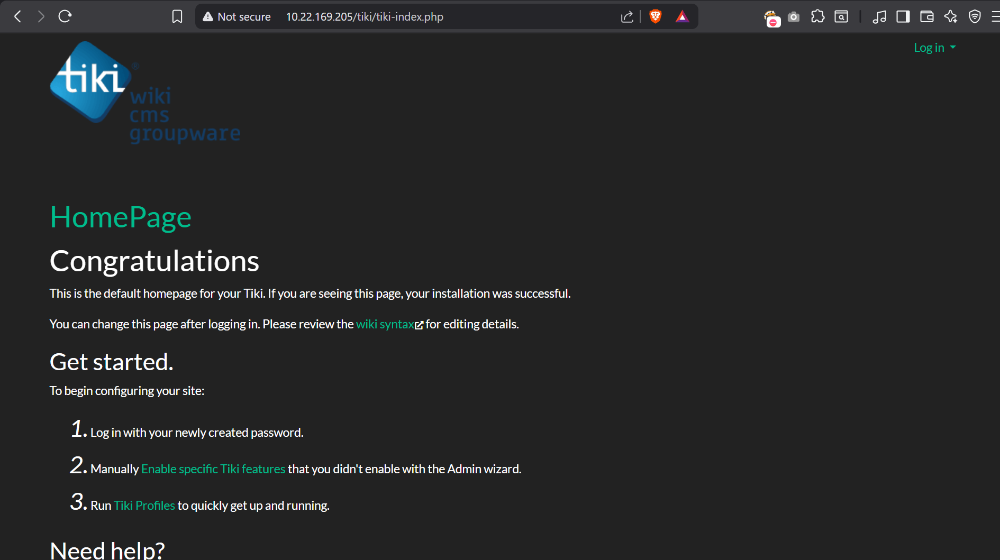 Not secure 10.22.169.205/tiki/tiki-index.php
Log in
tiki®
wiki
cms
groupware
HomePage
Congratulations
This is the default homepage for your Tiki. If you are seeing this page, your installation was successful.
You can change this page after logging in. Please review the wiki syntax for editing details.
Get started.
To begin configuring your site:
1. Log in with your newly created password.
2. Manually Enable specific Tiki features that you didn't enable with the Admin wizard.
3. Run Tiki Profiles to quickly get up and running.
Need help?